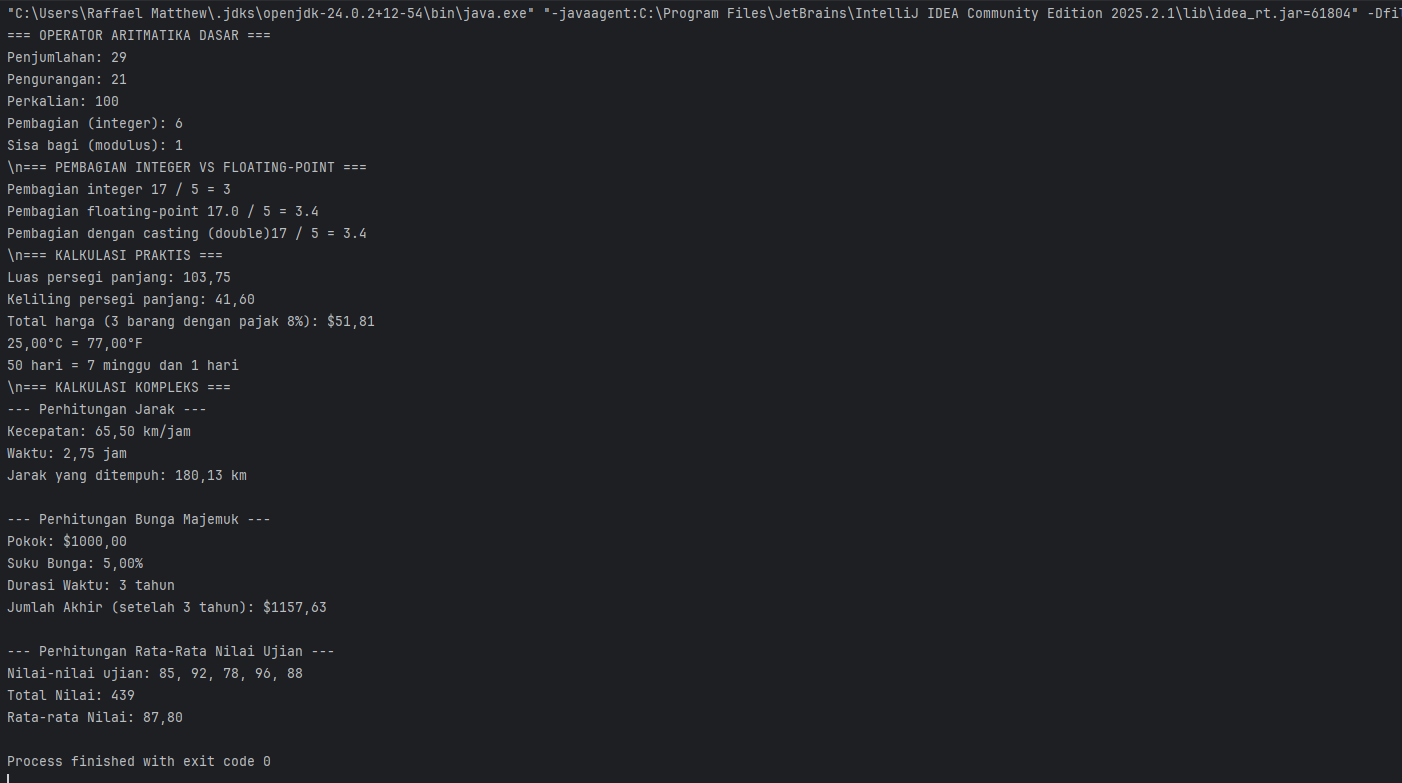 "C:\Users\Raffael Matthew\.jdks\openjdk-24.0.2+12-54\bin\java.exe" "-javaagent:C:\Program Files\JetBrains\IntelliJ IDEA Community Edition 2025.2.1\lib\idea_rt.jar=61804" -Dfil
=== OPERATOR ARITMATIKA DASAR ===
Penjumlahan: 29
Pengurangan: 21
Perkalian: 100
Pembagian (integer): 6
Sisa bagi (modulus): 1
\n=== PEMBAGIAN INTEGER VS FLOATING-POINT ===
Pembagian integer 17 / 5 = 3
Pembagian floating-point 17.0 / 5 = 3.4
Pembagian dengan casting (double)17 / 5 = 3.4
\n=== KALKULASI PRAKTIS ===
Luas persegi panjang: 103,75
Keliling persegi panjang: 41,60
Total harga (3 barang dengan pajak 8%): $51,81
25,00°C = 77,00°F
50 hari = 7 minggu dan 1 hari
\n=== KALKULASI KOMPLEKS ===
--- Perhitungan Jarak ---
Kecepatan: 65,50 km/jam
Waktu: 2,75 jam
Jarak yang ditempuh: 180,13 km
--- Perhitungan Bunga Majemuk ---
Pokok: $1000,00
Suku Bunga: 5,00%
Durasi Waktu: 3 tahun
Jumlah Akhir (setelah 3 tahun): $1157,63
--- Perhitungan Rata-Rata Nilai Ujian ---
Nilai-nilai ujian: 85, 92, 78, 96, 88
Total Nilai: 439
Rata-rata Nilai: 87,80
Process finished with exit code 0